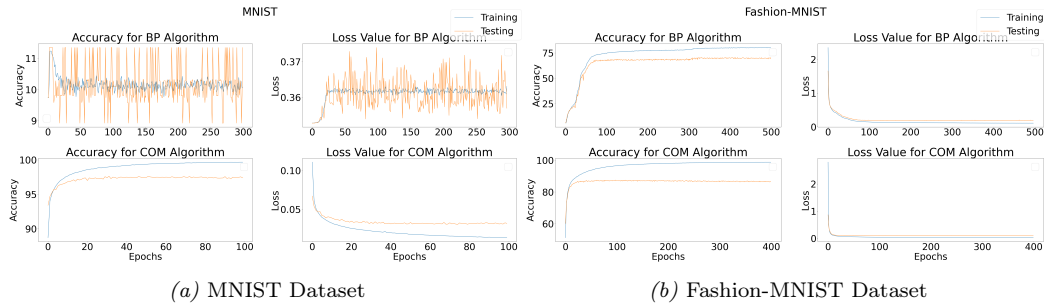 MNIST
Training
Testing
Accuracy for BP Algorithm
Loss Value for BP Algorithm
Accuracy
11
10
9
0 50 100 150 200 250 300
Loss
0.37
0.36
0 50 100 150 200 250 300
Accuracy for COM Algorithm
Loss Value for COM Algorithm
Accuracy
100
95
90
0 20 40 60 80 100
Epochs
Loss
0.10
0.05
0 20 40 60 80 100
Epochs
(a) MNIST Dataset
Fashion-MNIST
Training
Testing
Accuracy for BP Algorithm
Loss Value for BP Algorithm
Accuracy
75
50
25
0 100 200 300 400 500
Loss
2
1
0 100 200 300 400 500
Accuracy for COM Algorithm
Loss Value for COM Algorithm
Accuracy
100
80
60
0 100 200 300 400
Epochs
Loss
2
1
0
0 100 200 300 400
Epochs
(b) Fashion-MNIST Dataset